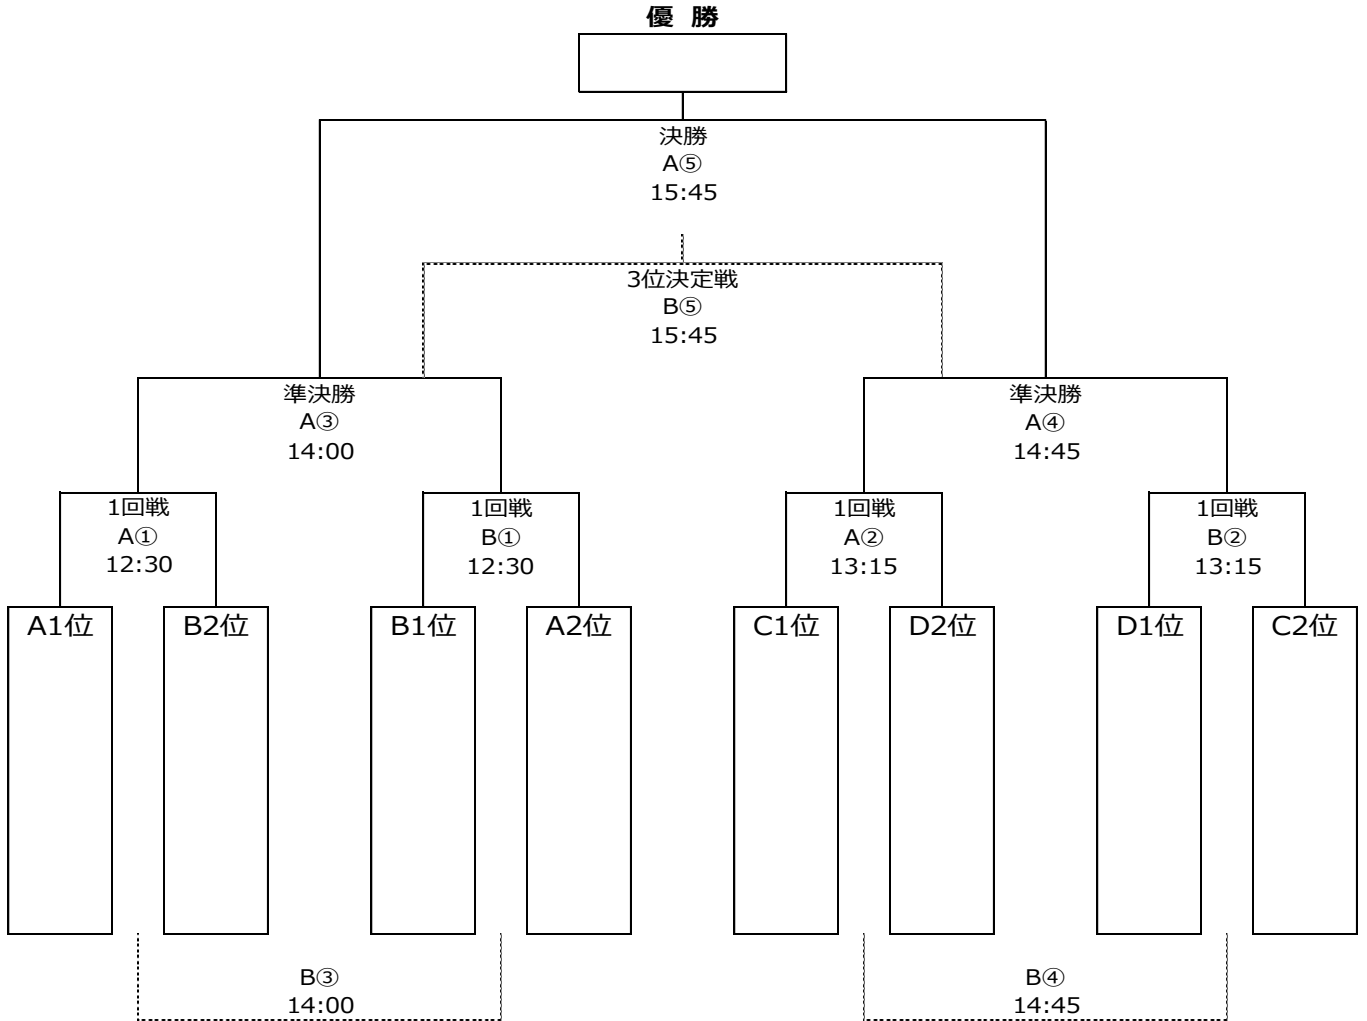 優 勝
決勝
A⑤
15:45
3位決定戦
B⑤
15:45
準決勝
A③
14:00
準決勝
A④
14:45
1回戦
A①
12:30
1回戦
B①
12:30
1回戦
A②
13:15
1回戦
B②
13:15
A1位
B2位
B1位
A2位
C1位
D2位
D1位
C2位
B③
14:00
B④
14:45